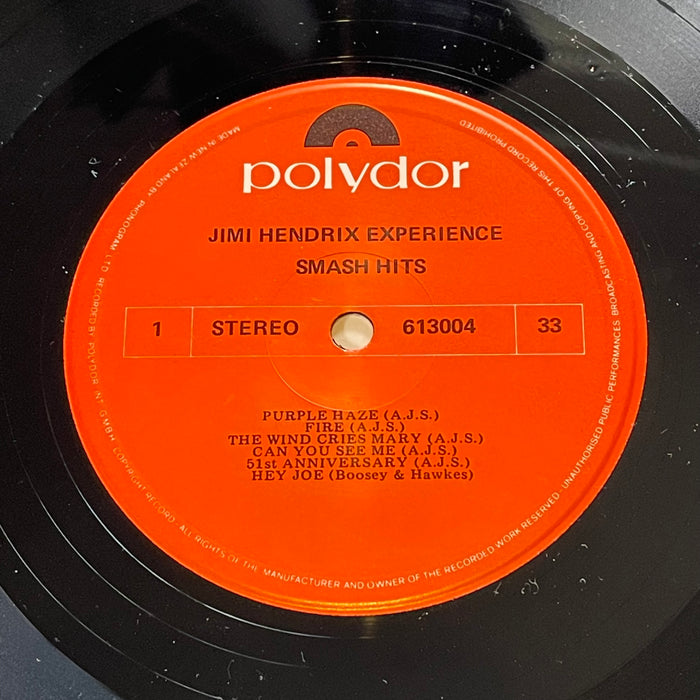 polydor
JIMI HENDRIX EXPERIENCE
SMASH HITS
1 STEREO 613004 33
PURPLE HAZE (A.J.S.)
FIRE (A.J.S.)
THE WIND CRIES MARY (A.J.S.)
CAN YOU SEE ME (A.J.S.)
51st ANNIVERSARY (A.J.S.)
HEY JOE (Boosey & Hawkes)
MADE IN NEW ZEALAND BY PHONOGRAM LTD RECORDED BY POLYDOR INT. GMBH COPYRIGHT RECORD - ALL RIGHTS OF THE MANUFACTURER AND OWNER OF THE RECORDED WORK RESERVED - UNAUTHORISED PUBLIC PERFORMANCES BROADCASTING AND COPYING OF THIS RECORD PROHIBITED